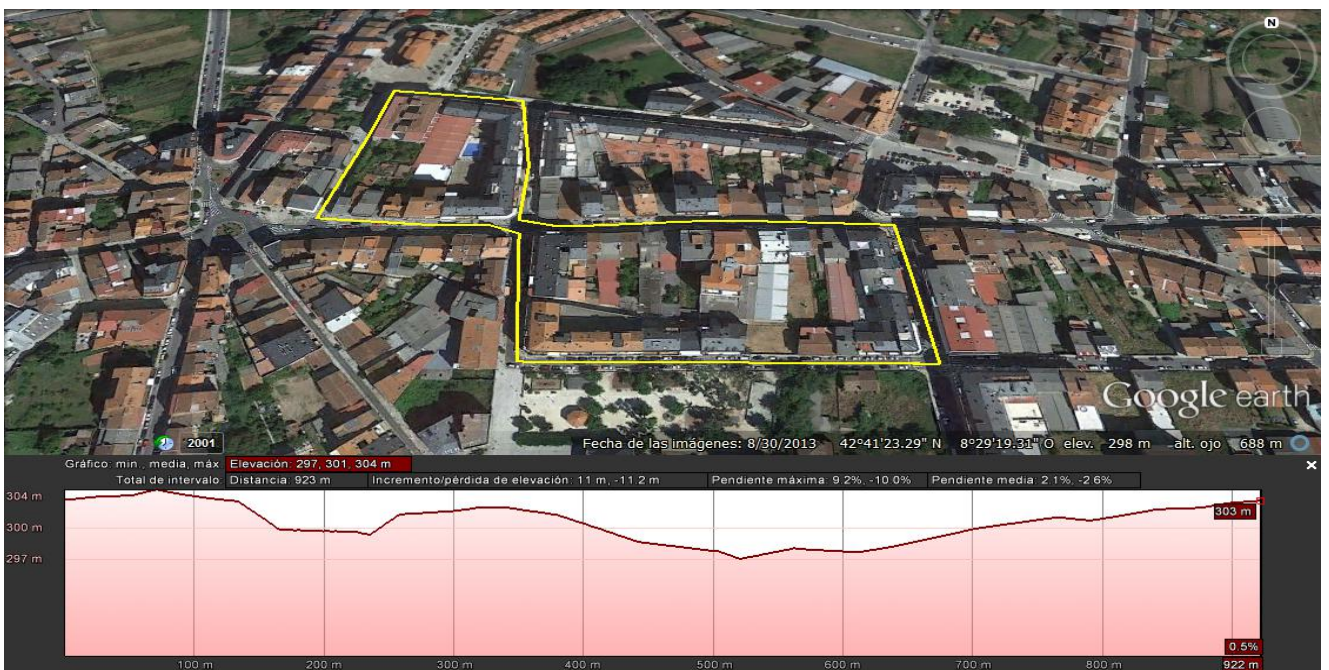 N
Google earth
2001
Fecha de las imágenes: 8/30/2013 42°41'23.29" N 8°29'19.31" O elev. 298 m alt. ojo 688 m
Gráfico: min., media, máx Elevación: 297, 301, 304 m
Total de intervalo: Distancia: 923 m Incremento/pérdida de elevación: 11 m, -11.2 m Pendiente máxima: 9.2%, -10.0% Pendiente media: 2.1%, -2.6%
304 m
303 m
300 m
297 m
0.5%
100 m 200 m 300 m 400 m 500 m 600 m 700 m 800 m 922 m